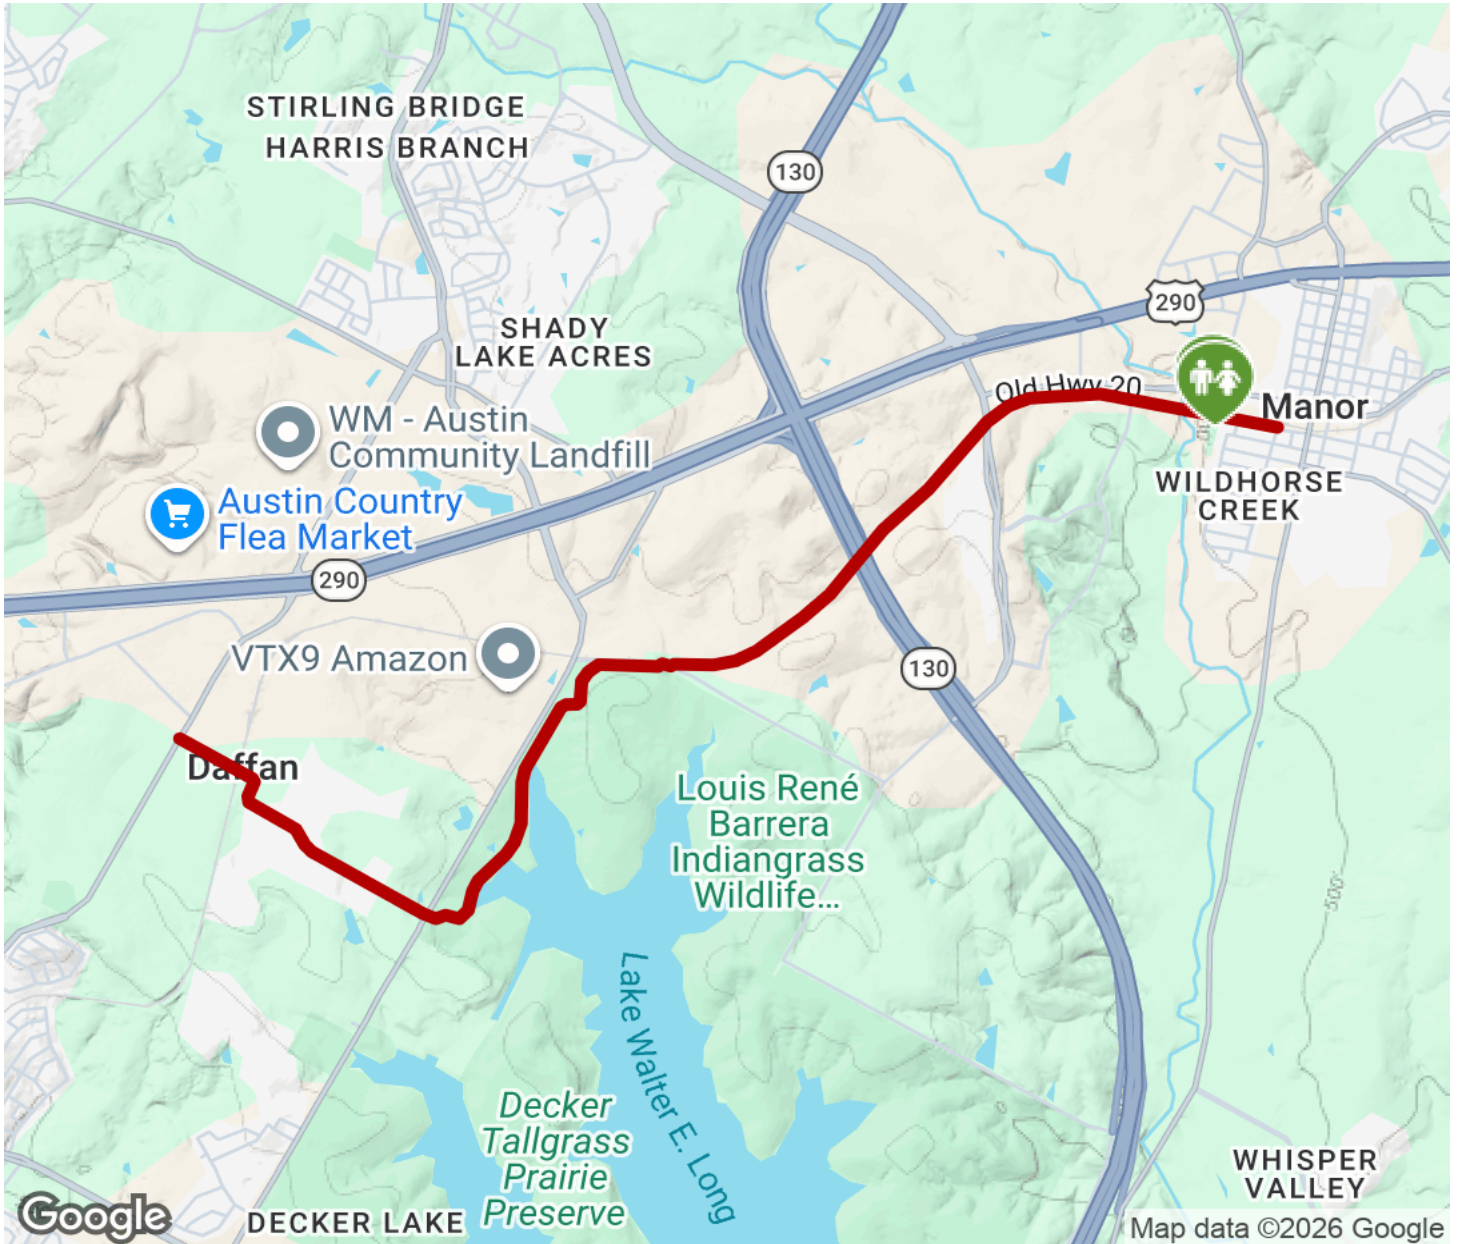 STIRLING BRIDGE
HARRIS BRANCH
130
290
SHADY
LAKE ACRES
Old Hwy 20
Manor
WM - Austin
Community Landfill
WILDHORSE
CREEK
Austin Country
Flea Market
290
VTX9 Amazon
130
Daffan
Louis René
Barrera
Indiangrass
Wildlife...
500'
Lake Walter E. Long
Decker
Tallgrass
Prairie
Preserve
WHISPER
VALLEY
DECKER LAKE
Google
Map data ©2026 Google